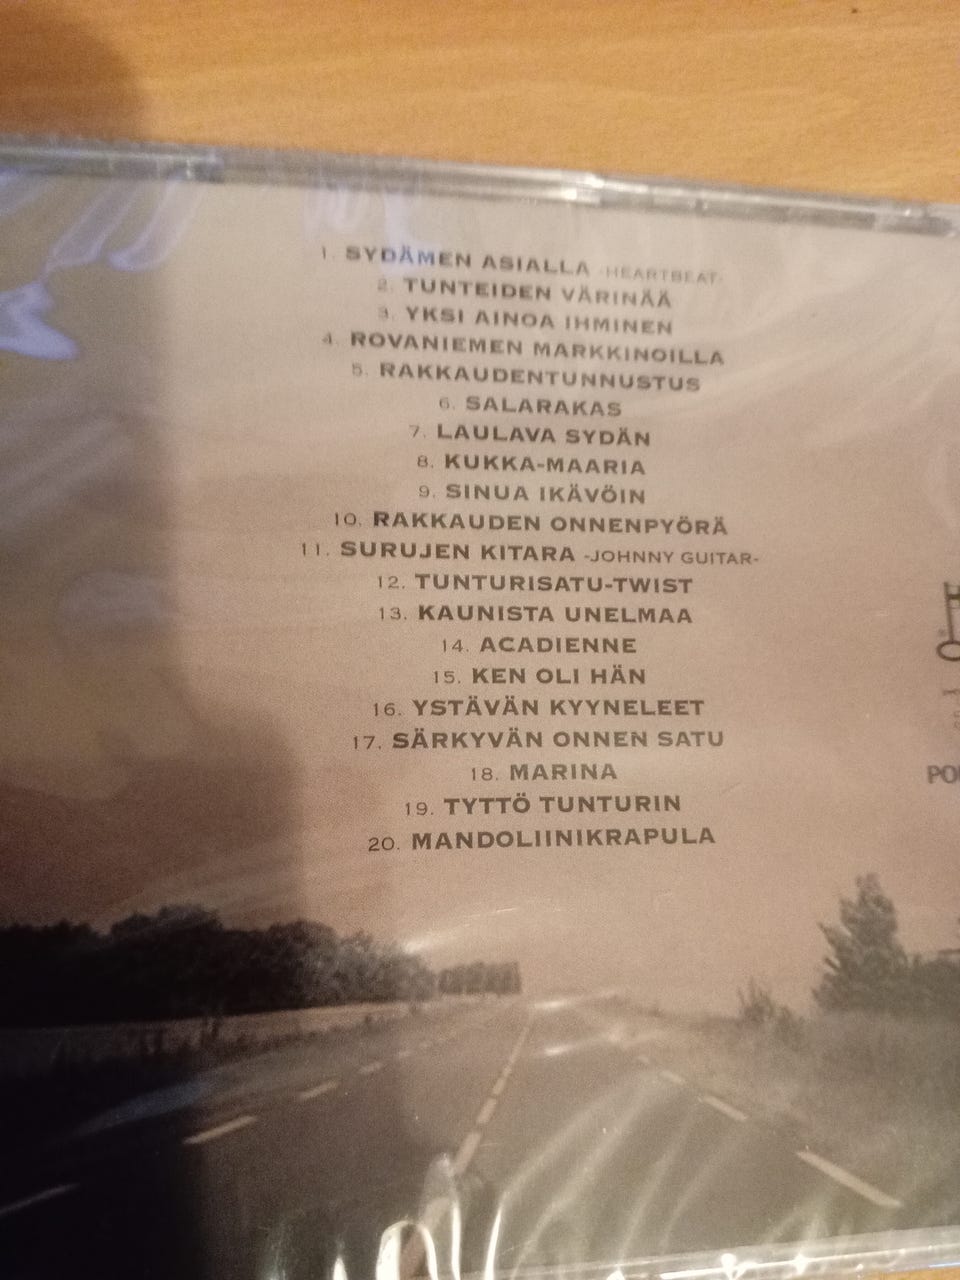 1. SYDÄMEN ASIALLA -HEARTBEAT-
2. TUNTEIDEN VÄRINÄÄ
3. YKSI AINOA IHMINEN
4. ROVANIEMEN MARKKINOILLA
5. RAKKAUDENTUNNUSTUS
6. SALARAKAS
7. LAULAVA SYDÄN
8. KUKKA-MAARIA
9. SINUA IKÄVÖIN
10. RAKKAUDEN ONNENPYÖRÄ
11. SURUJEN KITARA -JOHNNY GUITAR-
12. TUNTURISATU-TWIST
13. KAUNISTA UNELMAA
14. ACADIENNE
15. KEN OLI HÄN
16. YSTÄVÄN KYYNELEET
17. SÄRKYVÄN ONNEN SATU
18. MARINA
19. TYTTÖ TUNTURIN
20. MANDOLIINIKRAPULA